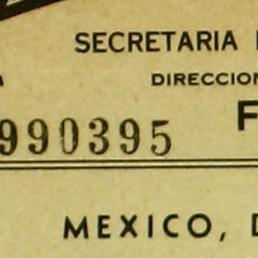 SECRETARIA
DIRECCION
990395 F
MEXICO, D